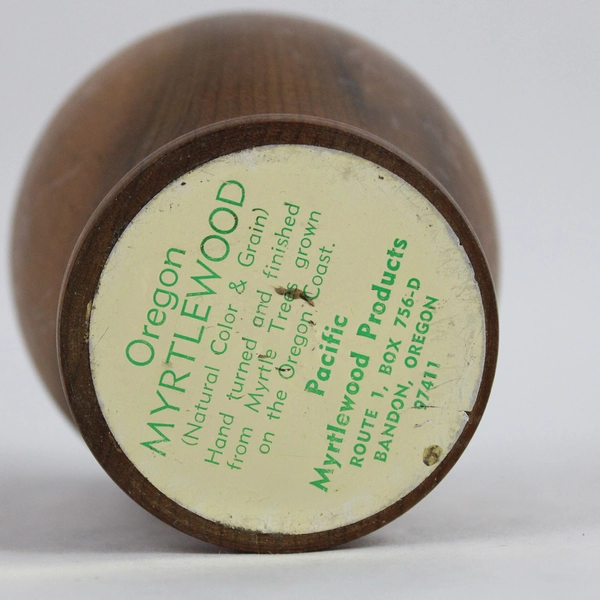 Oregon
MYRTLEWOOD
(Natural Color & Grain)
Hand turned and finished
from Myrtle Trees grown
on the Oregon Coast.
Pacific
Myrtlewood Products
ROUTE 1, BOX 756-D
BANDON, OREGON
97411